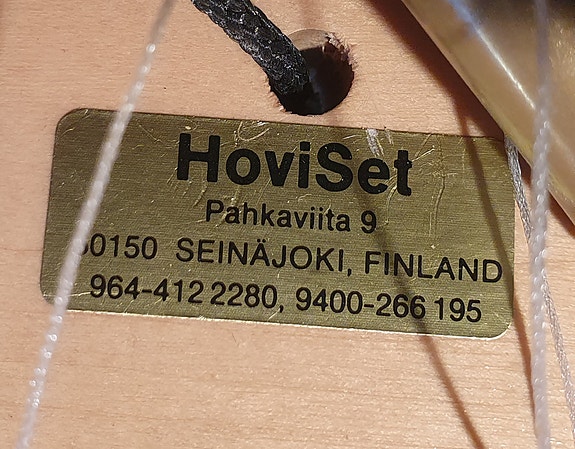 HoviSet
Pahkaviita 9
SEINÄJOKI, FINLAND
964-412 2280, 9400-266 195